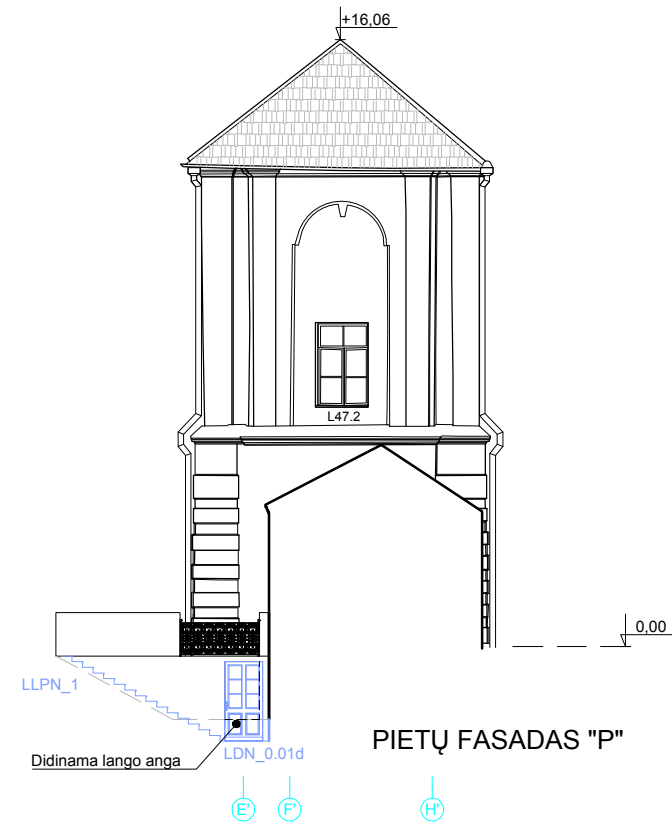 +16,06
L47.2
0,00
LLPN_1
LDN_0.01d
Didinama lango anga
PIETŲ FASADAS "P"
E' F' H'